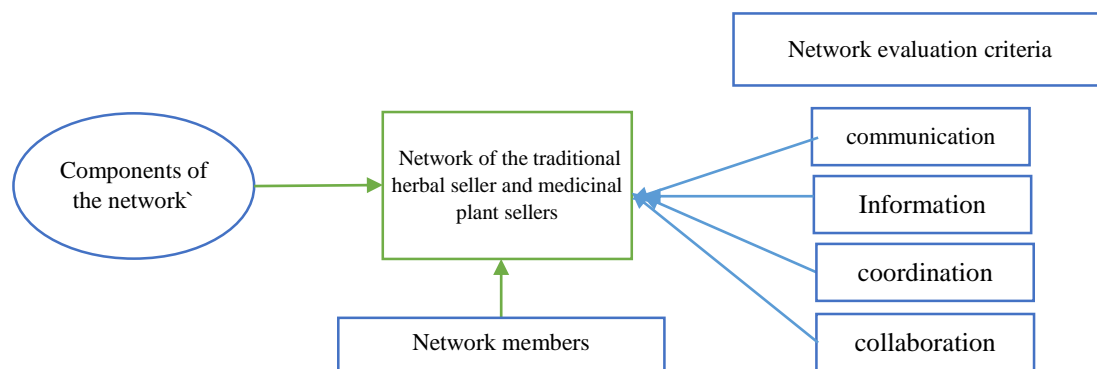 Network evaluation criteria
communication
Components of
the network`
Network of the traditional
herbal seller and medicinal
plant sellers
Information
coordination
Network members
collaboration